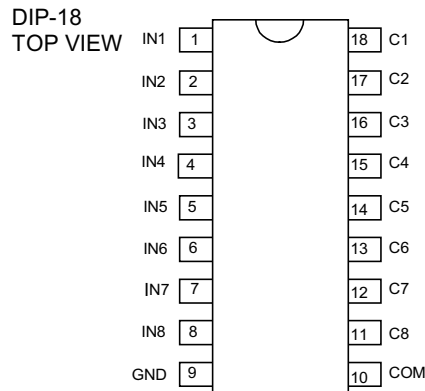 DIP-18
TOP VIEW
IN1 1 18 C1
IN2 2 17 C2
IN3 3 16 C3
IN4 4 15 C4
IN5 5 14 C5
IN6 6 13 C6
IN7 7 12 C7
IN8 8 11 C8
GND 9 10 COM